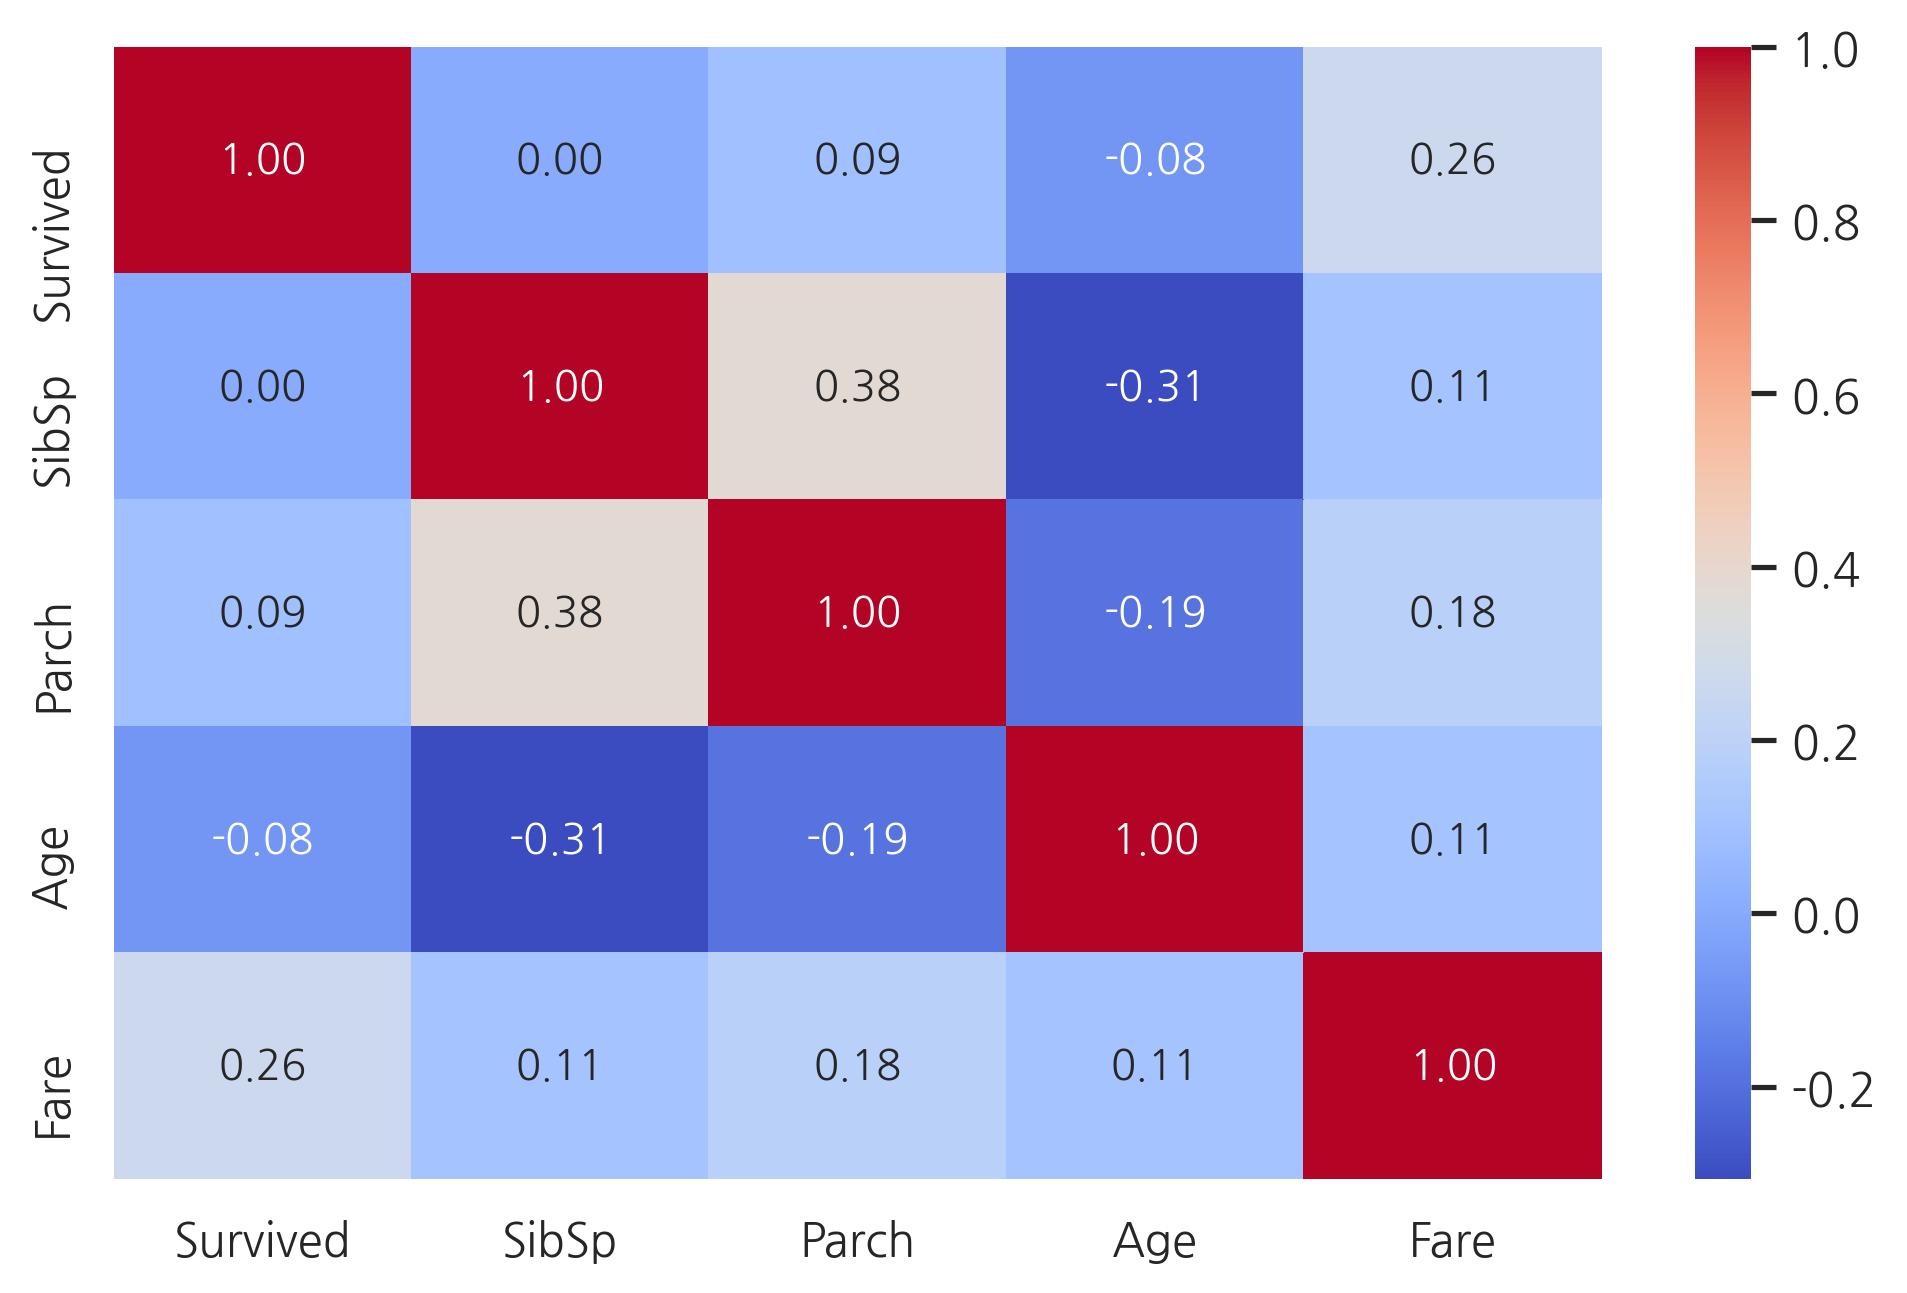 Survived 1.00 0.00 0.09 -0.08 0.26
SibSp 0.00 1.00 0.38 -0.31 0.11
Parch 0.09 0.38 1.00 -0.19 0.18
Age -0.08 -0.31 -0.19 1.00 0.11
Fare 0.26 0.11 0.18 0.11 1.00
Survived SibSp Parch Age Fare
1.0
0.8
0.6
0.4
0.2
0.0
-0.2